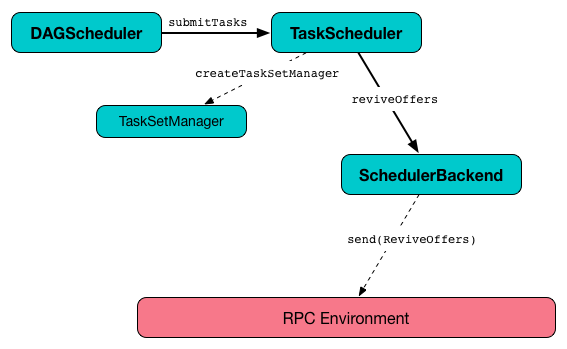 DAGScheduler
submitTasks
TaskScheduler
createTaskSetManager
reviveOffers
TaskSetManager
SchedulerBackend
send(ReviveOffers)
RPC Environment